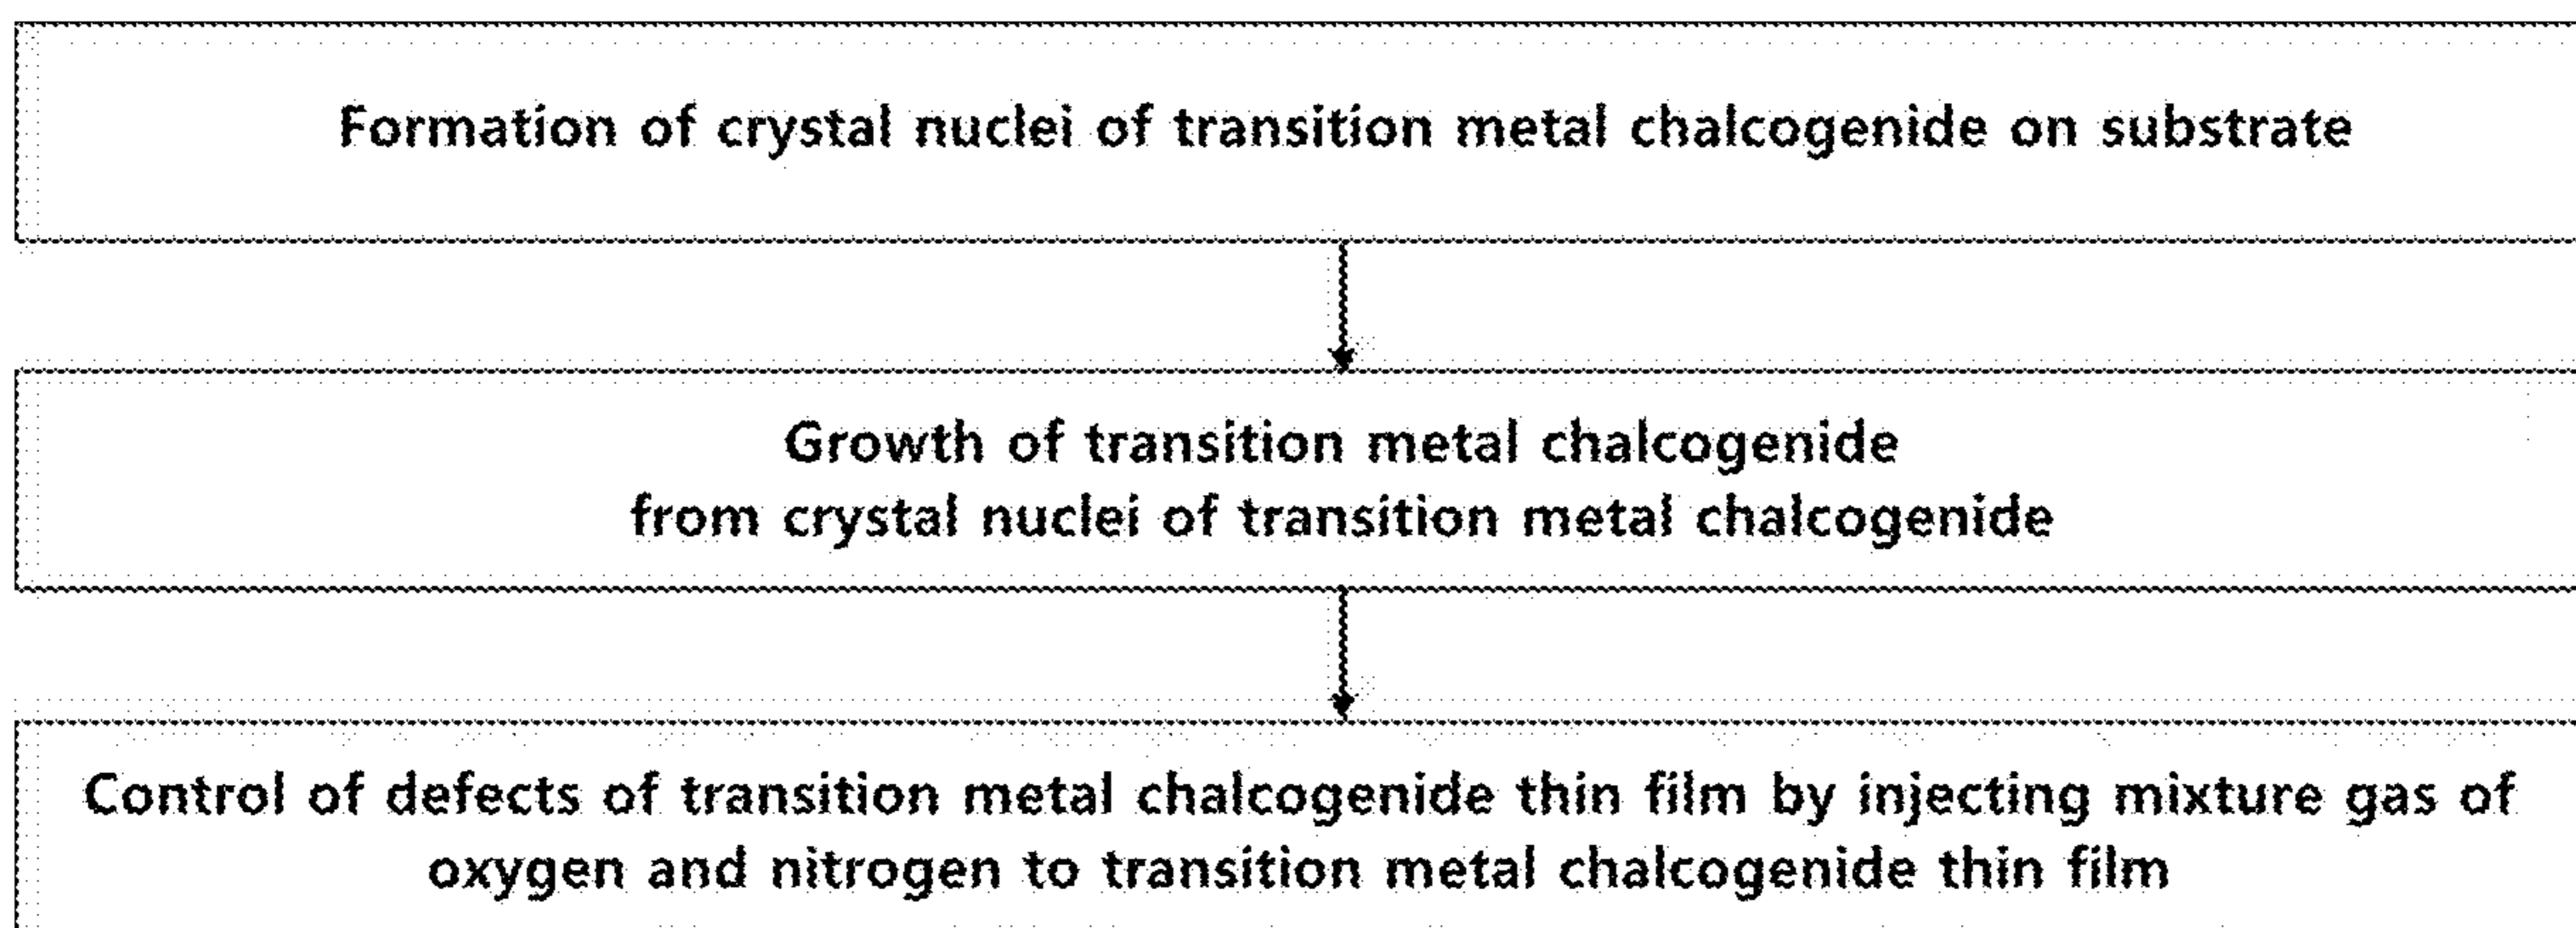 Formation of crystal nuclei of transition metal chalcogenide on substrate
Growth of transition metal chalcogenide
from crystal nuclei of transition metal chalcogenide
Control of defects of transition metal chalcogenide thin film by injecting mixture gas of
oxygen and nitrogen to transition metal chalcogenide thin film